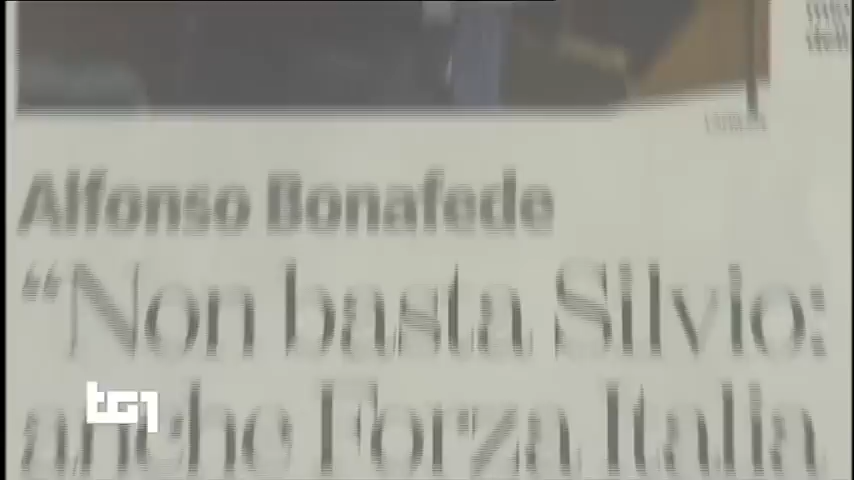 Alfonso Bonafede
“Non basta Silvio:
anche Forza Italia
tg1